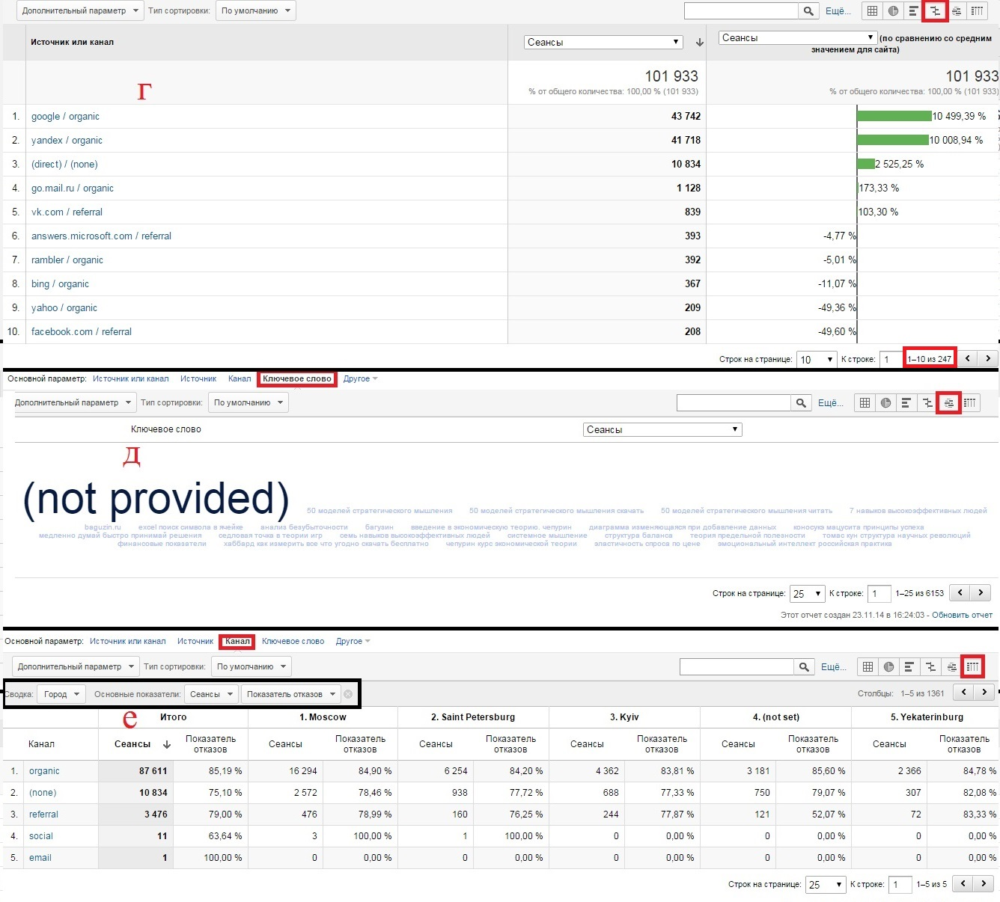 Дополнительный параметр Тип сортировки: По умолчанию Ещё...
Источник или канал Сеансы Сеансы (по сравнению со средним
значением для сайта)
101 933 101 933
% от общего количества: 100,00 % (101 933) % от общего количества: 100,00 % (101 933)
г
1. google / organic 43 742 10 499,39 %
2. yandex / organic 41 718 10 008,94 %
3. (direct) / (none) 10 834 2 525,25 %
4. go.mail.ru / organic 1 128 173,33 %
5. vk.com / referral 839 103,30 %
6. answers.microsoft.com / referral 393 -4,77 %
7. rambler / organic 392 -5,01 %
8. bing / organic 367 -11,07 %
9. yahoo / organic 209 -49,36 %
10. facebook.com / referral 208 -49,60 %
Строк на странице: 10 К строке: 1 1–10 из 247
Основной параметр: Источник или канал Источник Канал Ключевое слово Другое
Дополнительный параметр Тип сортировки: По умолчанию Ещё...
Ключевое слово Сеансы
д
(not provided) 50 моделей стратегического мышления 50 моделей стратегического мышления скачать 50 моделей стратегического мышления читать 7 навыков высокоэффективных людей
baguzin.ru excel поиск символа в ячейке анализ безубыточности багузин введение в экономическую теорию. чепурин диаграмма изменяющаяся при добавление данных коносукэ мацусита принципы успеха
медленно думай быстро принимай решения седловая точка в теории игр семь навыков высокоэффективных людей системное мышление структура баланса теория предельной полезности томас кун структура научных революций
финансовые показатели хаббард как измерить все что угодно скачать бесплатно чепурин курс экономической теории эластичность спроса по цене эмоциональный интеллект российская практика
Строк на странице: 25 К строке: 1 1–25 из 6153
Этот отчет создан 23.11.14 в 16:24:03 - Обновить отчет
Основной параметр: Источник или канал Источник Канал Ключевое слово Другое
Дополнительный параметр Тип сортировки: По умолчанию Ещё...
Сводка: Город Основные показатели: Сеансы Показатель отказов Столбцы: 1–5 из 1361
е
Итого 1. Moscow 2. Saint Petersburg 3. Kyiv 4. (not set) 5. Yekaterinburg
Канал Сеансы Показатель отказов Сеансы Показатель отказов Сеансы Показатель отказов Сеансы Показатель отказов Сеансы Показатель отказов Сеансы Показатель отказов
1. organic 87 611 85,19 % 16 294 84,90 % 6 254 84,20 % 4 362 83,81 % 3 181 85,60 % 2 366 84,78 %
2. (none) 10 834 75,10 % 2 572 78,46 % 938 77,72 % 688 77,33 % 750 79,07 % 307 82,08 %
3. referral 3 476 79,00 % 476 78,99 % 160 76,25 % 244 77,87 % 121 52,07 % 72 83,33 %
4. social 11 63,64 % 3 100,00 % 1 100,00 % 0 0,00 % 0 0,00 % 0 0,00 %
5. email 1 100,00 % 0 0,00 % 0 0,00 % 0 0,00 % 0 0,00 % 0 0,00 %
Строк на странице: 25 К строке: 1 1–5 из 5